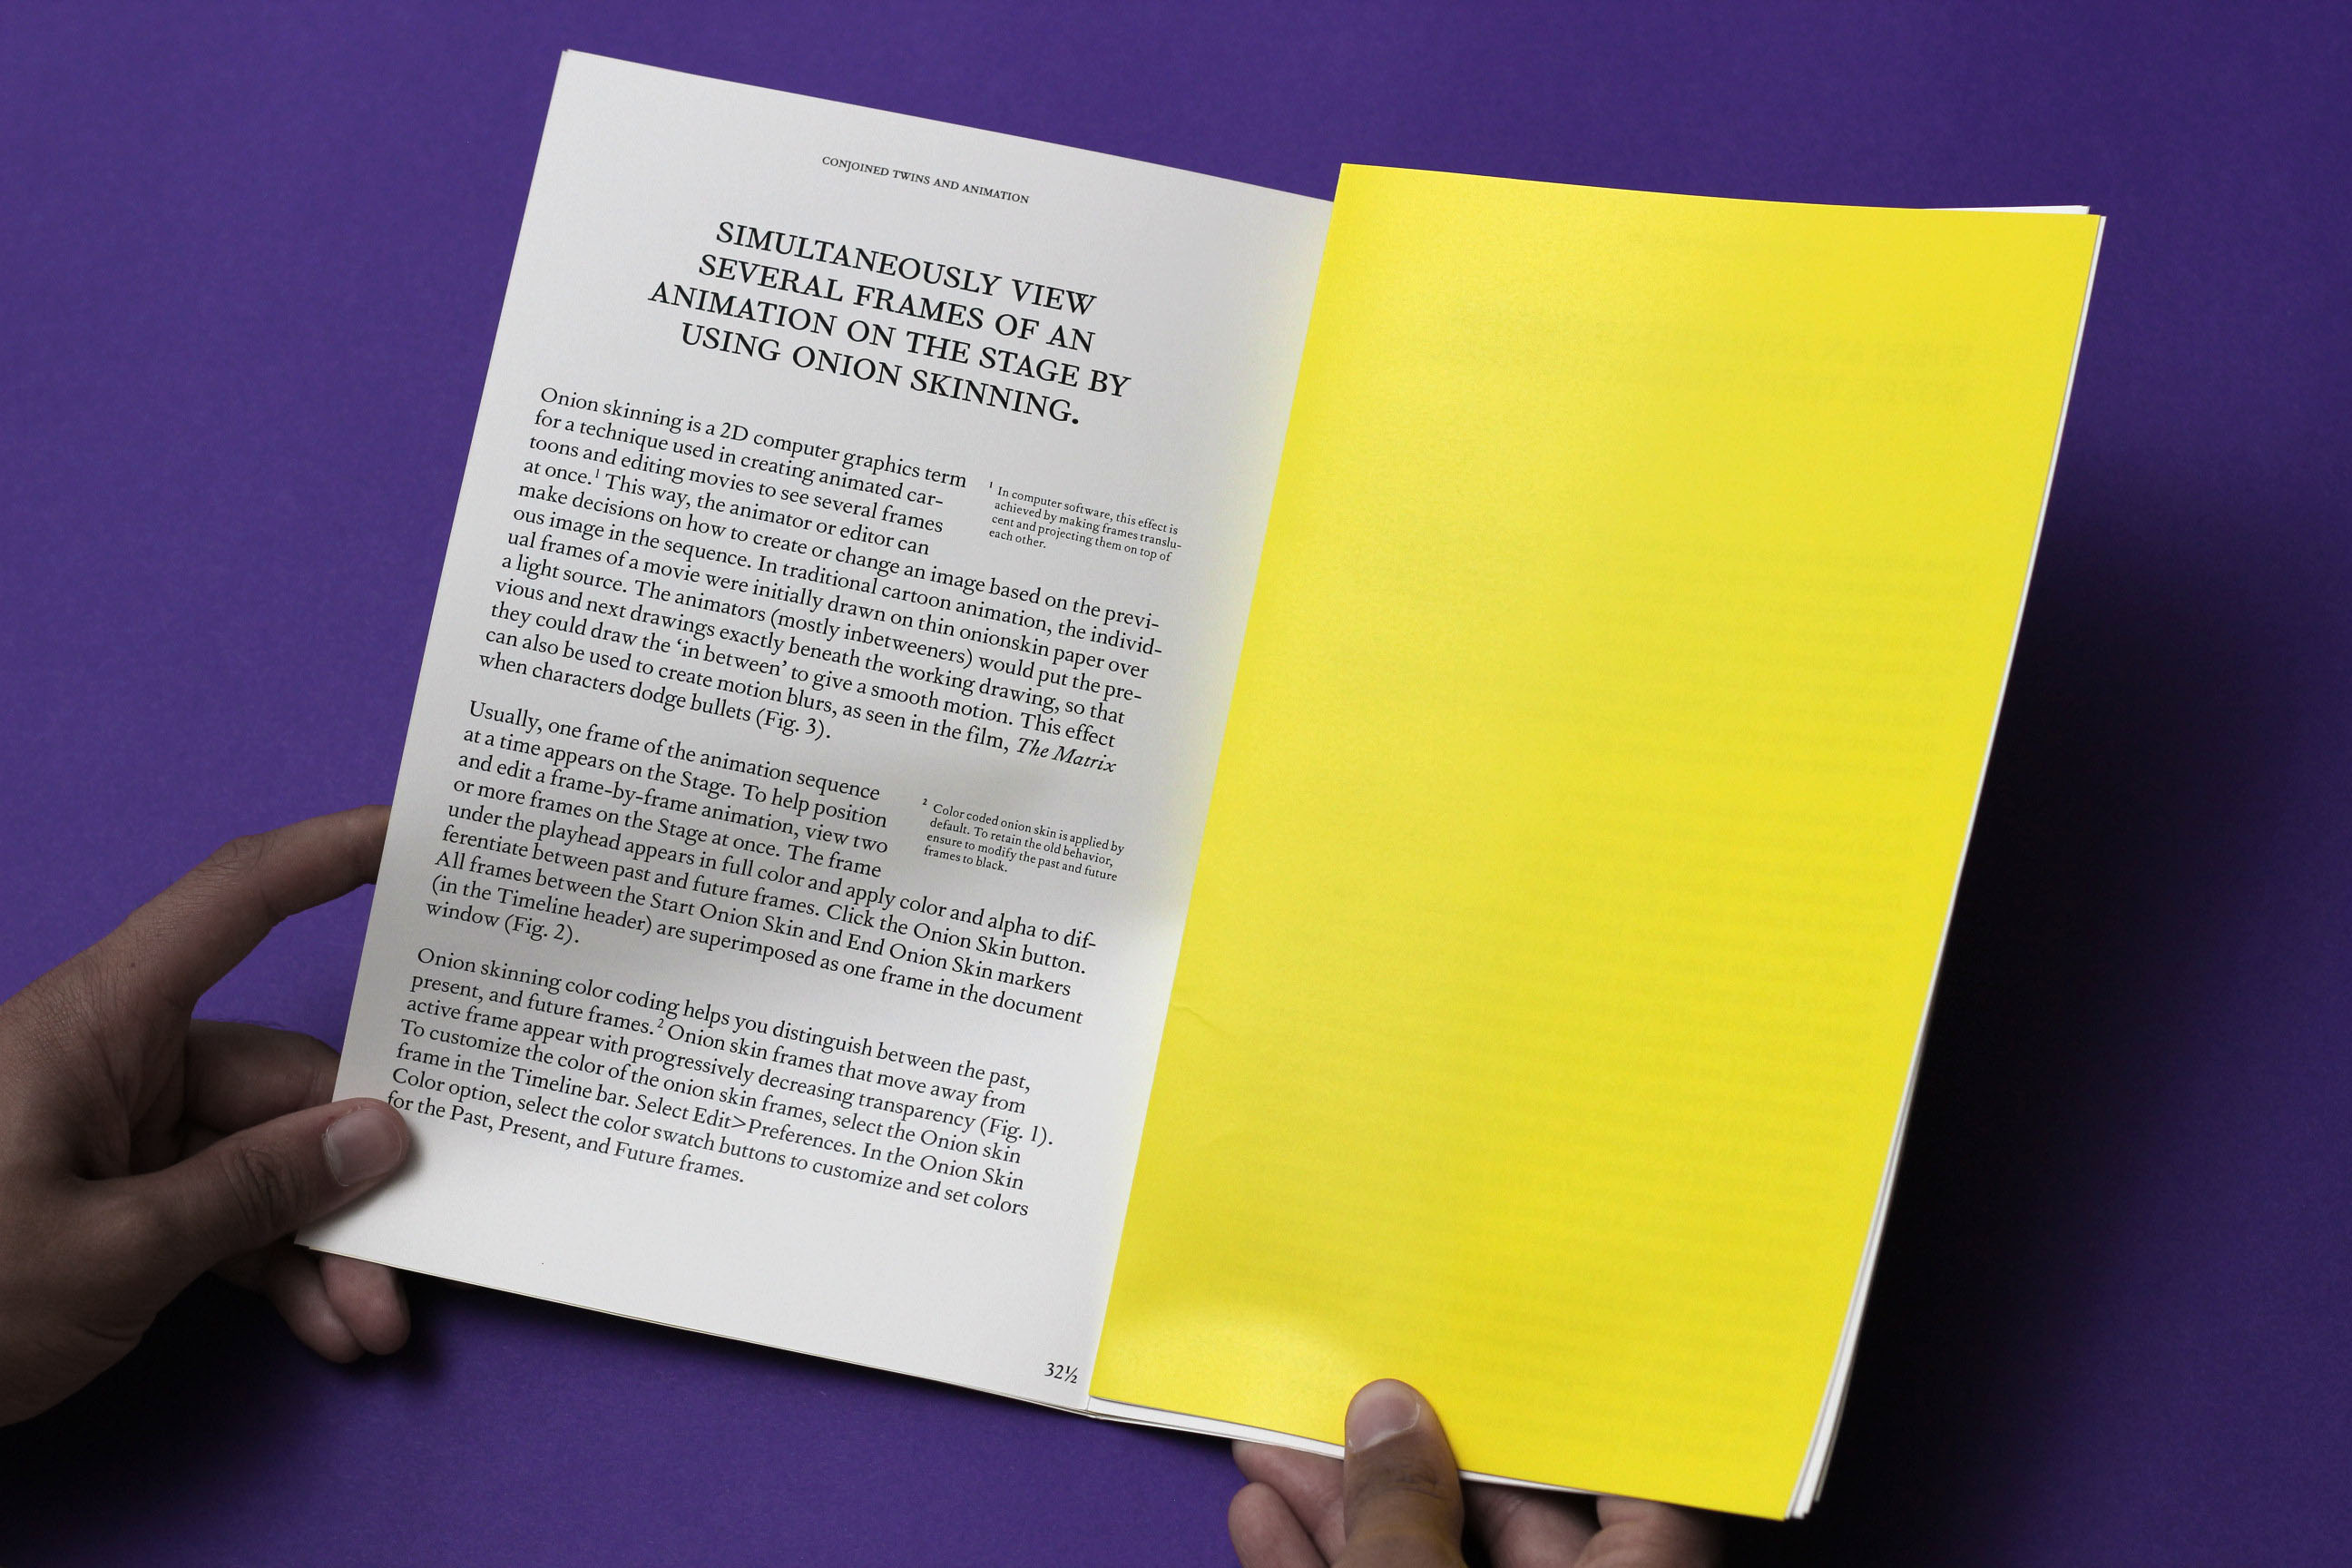 CONJOINED TWINS AND ANIMATION
SIMULTANEOUSLY VIEW
SEVERAL FRAMES OF AN
ANIMATION ON THE STAGE BY
USING ONION SKINNING.
Onion skinning is a 2D computer graphics term
for a technique used in creating animated car-
toons and editing movies to see several frames
at once.¹ This way, the animator or editor can
make decisions on how to create or change an image based on the previ-
ous image in the sequence. In traditional cartoon animation, the individ-
ual frames of a movie were initially drawn on thin onionskin paper over
a light source. The animators (mostly inbetweeners) would put the pre-
vious and next drawings exactly beneath the working drawing, so that
they could draw the ‘in between’ to give a smooth motion. This effect
can also be used to create motion blurs, as seen in the film, The Matrix
when characters dodge bullets (Fig. 3).
¹ In computer software, this effect is
achieved by making frames translu-
cent and projecting them on top of
each other.
Usually, one frame of the animation sequence
at a time appears on the Stage. To help position
and edit a frame-by-frame animation, view two
or more frames on the Stage at once. The frame
under the playhead appears in full color and apply color and alpha to dif-
ferentiate between past and future frames. Click the Onion Skin button.
All frames between the Start Onion Skin and End Onion Skin markers
(in the Timeline header) are superimposed as one frame in the document
window (Fig. 2).
² Color coded onion skin is applied by
default. To retain the old behavior,
ensure to modify the past and future
frames to black.
Onion skinning color coding helps you distinguish between the past,
present, and future frames.² Onion skin frames that move away from
active frame appear with progressively decreasing transparency (Fig. 1).
To customize the color of the onion skin frames, select the Onion skin
frame in the Timeline bar. Select Edit>Preferences. In the Onion Skin
Color option, select the color swatch buttons to customize and set colors
for the Past, Present, and Future frames.
32½